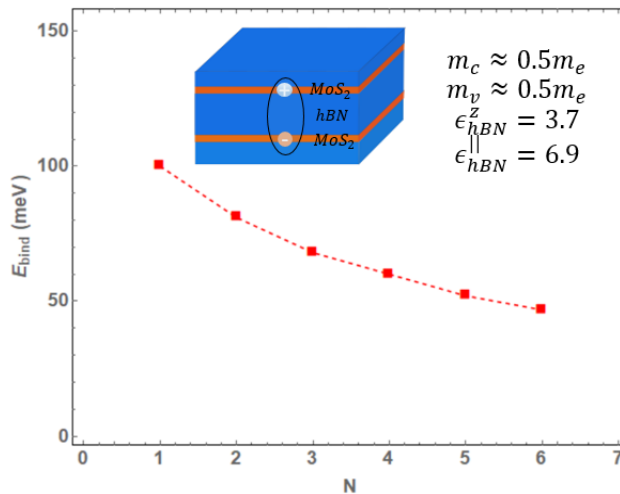 150
100
50
0
E_bind (meV)
0 1 2 3 4 5 6 7
N
+ MoS₂
hBN
- MoS₂
m_c ≈ 0.5m_e
m_v ≈ 0.5m_e
ϵ^z_hBN = 3.7
ϵ^||_hBN = 6.9